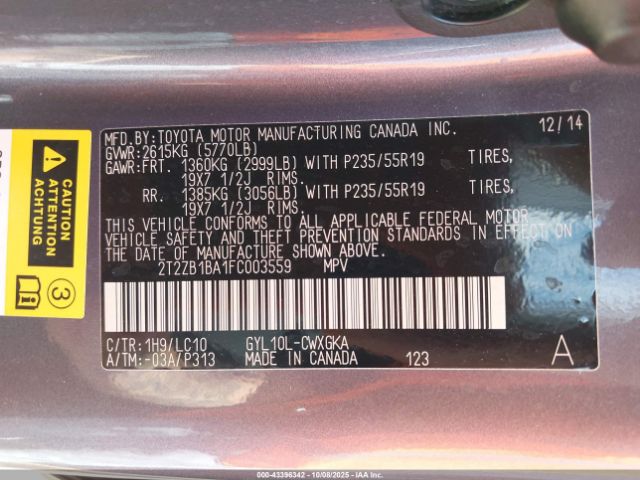 CAUTION
ATTENTION
ACHTUNG
3
MFD.BY:TOYOTA MOTOR MANUFACTURING CANADA INC. 12/14
GVWR:2615KG (5770LB)
GAWR:FRT. 1360KG (2999LB) WITH P235/55R19 TIRES,
19X7 1/2J RIMS,
RR. 1385KG (3056LB) WITH P235/55R19 TIRES,
19X7 1/2J RIMS.
THIS VEHICLE CONFORMS TO ALL APPLICABLE FEDERAL MOTOR
VEHICLE SAFETY AND THEFT PREVENTION STANDARDS IN EFFECT ON
THE DATE OF MANUFACTURE SHOWN ABOVE.
2T2ZB1BA1FC003559 MPV
C/TR:1H9/LC10 GYL10L-CWXGKA
A/TM:-03A/P313 MADE IN CANADA 123 A
000-43396342 - 10/08/2025 - IAAI.COM